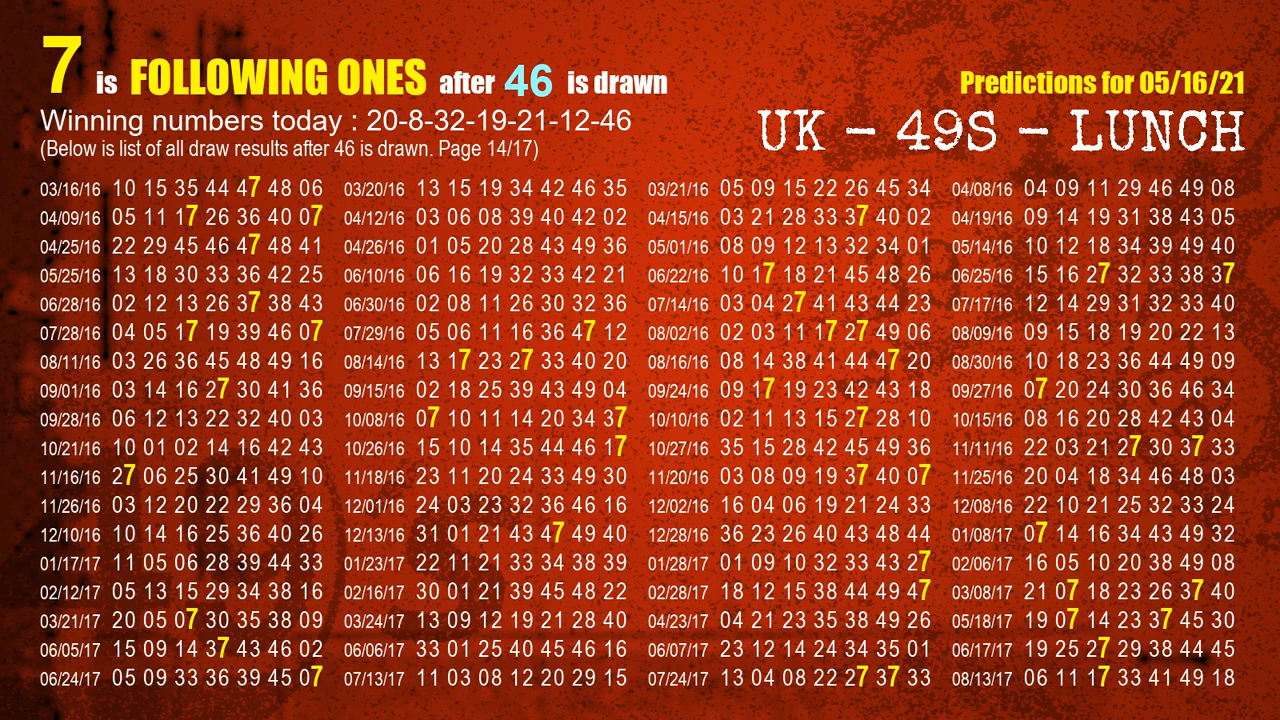 7 is FOLLOWING ONES after 46 is drawn
Predictions for 05/16/21
Winning numbers today : 20-8-32-19-21-12-46
UK - 49S - LUNCH
(Below is list of all draw results after 46 is drawn. Page 14/17)
03/16/16 10 15 35 44 47 48 06 03/20/16 13 15 19 34 42 46 35 03/21/16 05 09 15 22 26 45 34 04/08/16 04 09 11 29 46 49 08
04/09/16 05 11 17 26 36 40 07 04/12/16 03 06 08 39 40 42 02 04/15/16 03 21 28 33 37 40 02 04/19/16 09 14 19 31 38 43 05
04/25/16 22 29 45 46 47 48 41 04/26/16 01 05 20 28 43 49 36 05/01/16 08 09 12 13 32 34 01 05/14/16 10 12 18 34 39 49 40
05/25/16 13 18 30 33 36 42 25 06/10/16 06 16 19 32 33 42 21 06/22/16 10 17 18 21 45 48 26 06/25/16 15 16 27 32 33 38 37
06/28/16 02 12 13 26 37 38 43 06/30/16 02 08 11 26 30 32 36 07/14/16 03 04 27 41 43 44 23 07/17/16 12 14 29 31 32 33 40
07/28/16 04 05 17 19 39 46 07 07/29/16 05 06 11 16 36 47 12 08/02/16 02 03 11 17 27 49 06 08/09/16 09 15 18 19 20 22 13
08/11/16 03 26 36 45 48 49 16 08/14/16 13 17 23 27 33 40 20 08/16/16 08 14 38 41 44 47 20 08/30/16 10 18 23 36 44 49 09
09/01/16 03 14 16 27 30 41 36 09/15/16 02 18 25 39 43 49 04 09/24/16 09 17 19 23 42 43 18 09/27/16 07 20 24 30 36 46 34
09/28/16 06 12 13 22 32 40 03 10/08/16 07 10 11 14 20 34 37 10/10/16 02 11 13 15 27 28 10 10/15/16 08 16 20 28 42 43 04
10/21/16 10 01 02 14 16 42 43 10/26/16 15 10 14 35 44 46 17 10/27/16 35 15 28 42 45 49 36 11/11/16 22 03 21 27 30 37 33
11/16/16 27 06 25 30 41 49 10 11/18/16 23 11 20 24 33 49 30 11/20/16 03 08 09 19 37 40 07 11/25/16 20 04 18 34 46 48 03
11/26/16 03 12 20 22 29 36 04 12/01/16 24 03 23 32 36 46 16 12/02/16 16 04 06 19 21 24 33 12/08/16 22 10 21 25 32 33 24
12/10/16 10 14 16 25 36 40 26 12/13/16 31 01 21 43 47 49 40 12/28/16 36 23 26 40 43 48 44 01/08/17 07 14 16 34 43 49 32
01/17/17 11 05 06 28 39 44 33 01/23/17 22 11 21 33 34 38 39 01/28/17 01 09 10 32 33 43 27 02/06/17 16 05 10 20 38 49 08
02/12/17 05 13 15 29 34 38 16 02/16/17 30 01 21 39 45 48 22 02/28/17 18 12 15 38 44 49 47 03/08/17 21 07 18 23 26 37 40
03/21/17 20 05 07 30 35 38 09 03/24/17 13 09 12 19 21 28 40 04/23/17 04 21 23 35 38 49 26 05/18/17 19 07 14 23 37 45 30
06/05/17 15 09 14 37 43 46 02 06/06/17 33 01 25 40 45 46 16 06/07/17 23 12 14 24 34 35 01 06/17/17 19 25 27 29 38 44 45
06/24/17 05 09 33 36 39 45 07 07/13/17 11 03 08 12 20 29 15 07/24/17 13 04 08 22 27 37 33 08/13/17 06 11 17 33 41 49 18